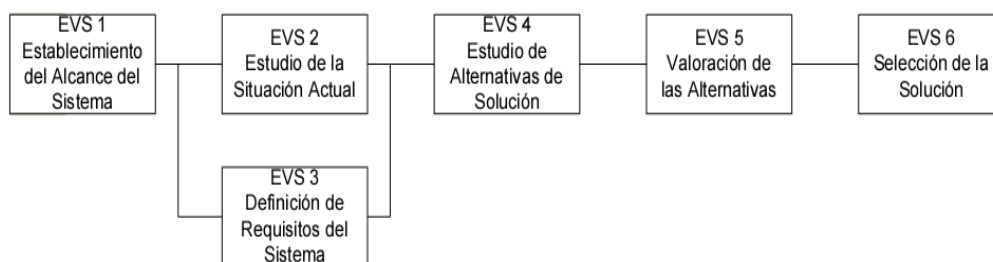 EVS 1
Establecimiento
del Alcance del
Sistema
EVS 2
Estudio de la
Situación Actual
EVS 3
Definición de
Requisitos del
Sistema
EVS 4
Estudio de
Alternativas de
Solución
EVS 5
Valoración de
las Alternativas
EVS 6
Selección de la
Solución